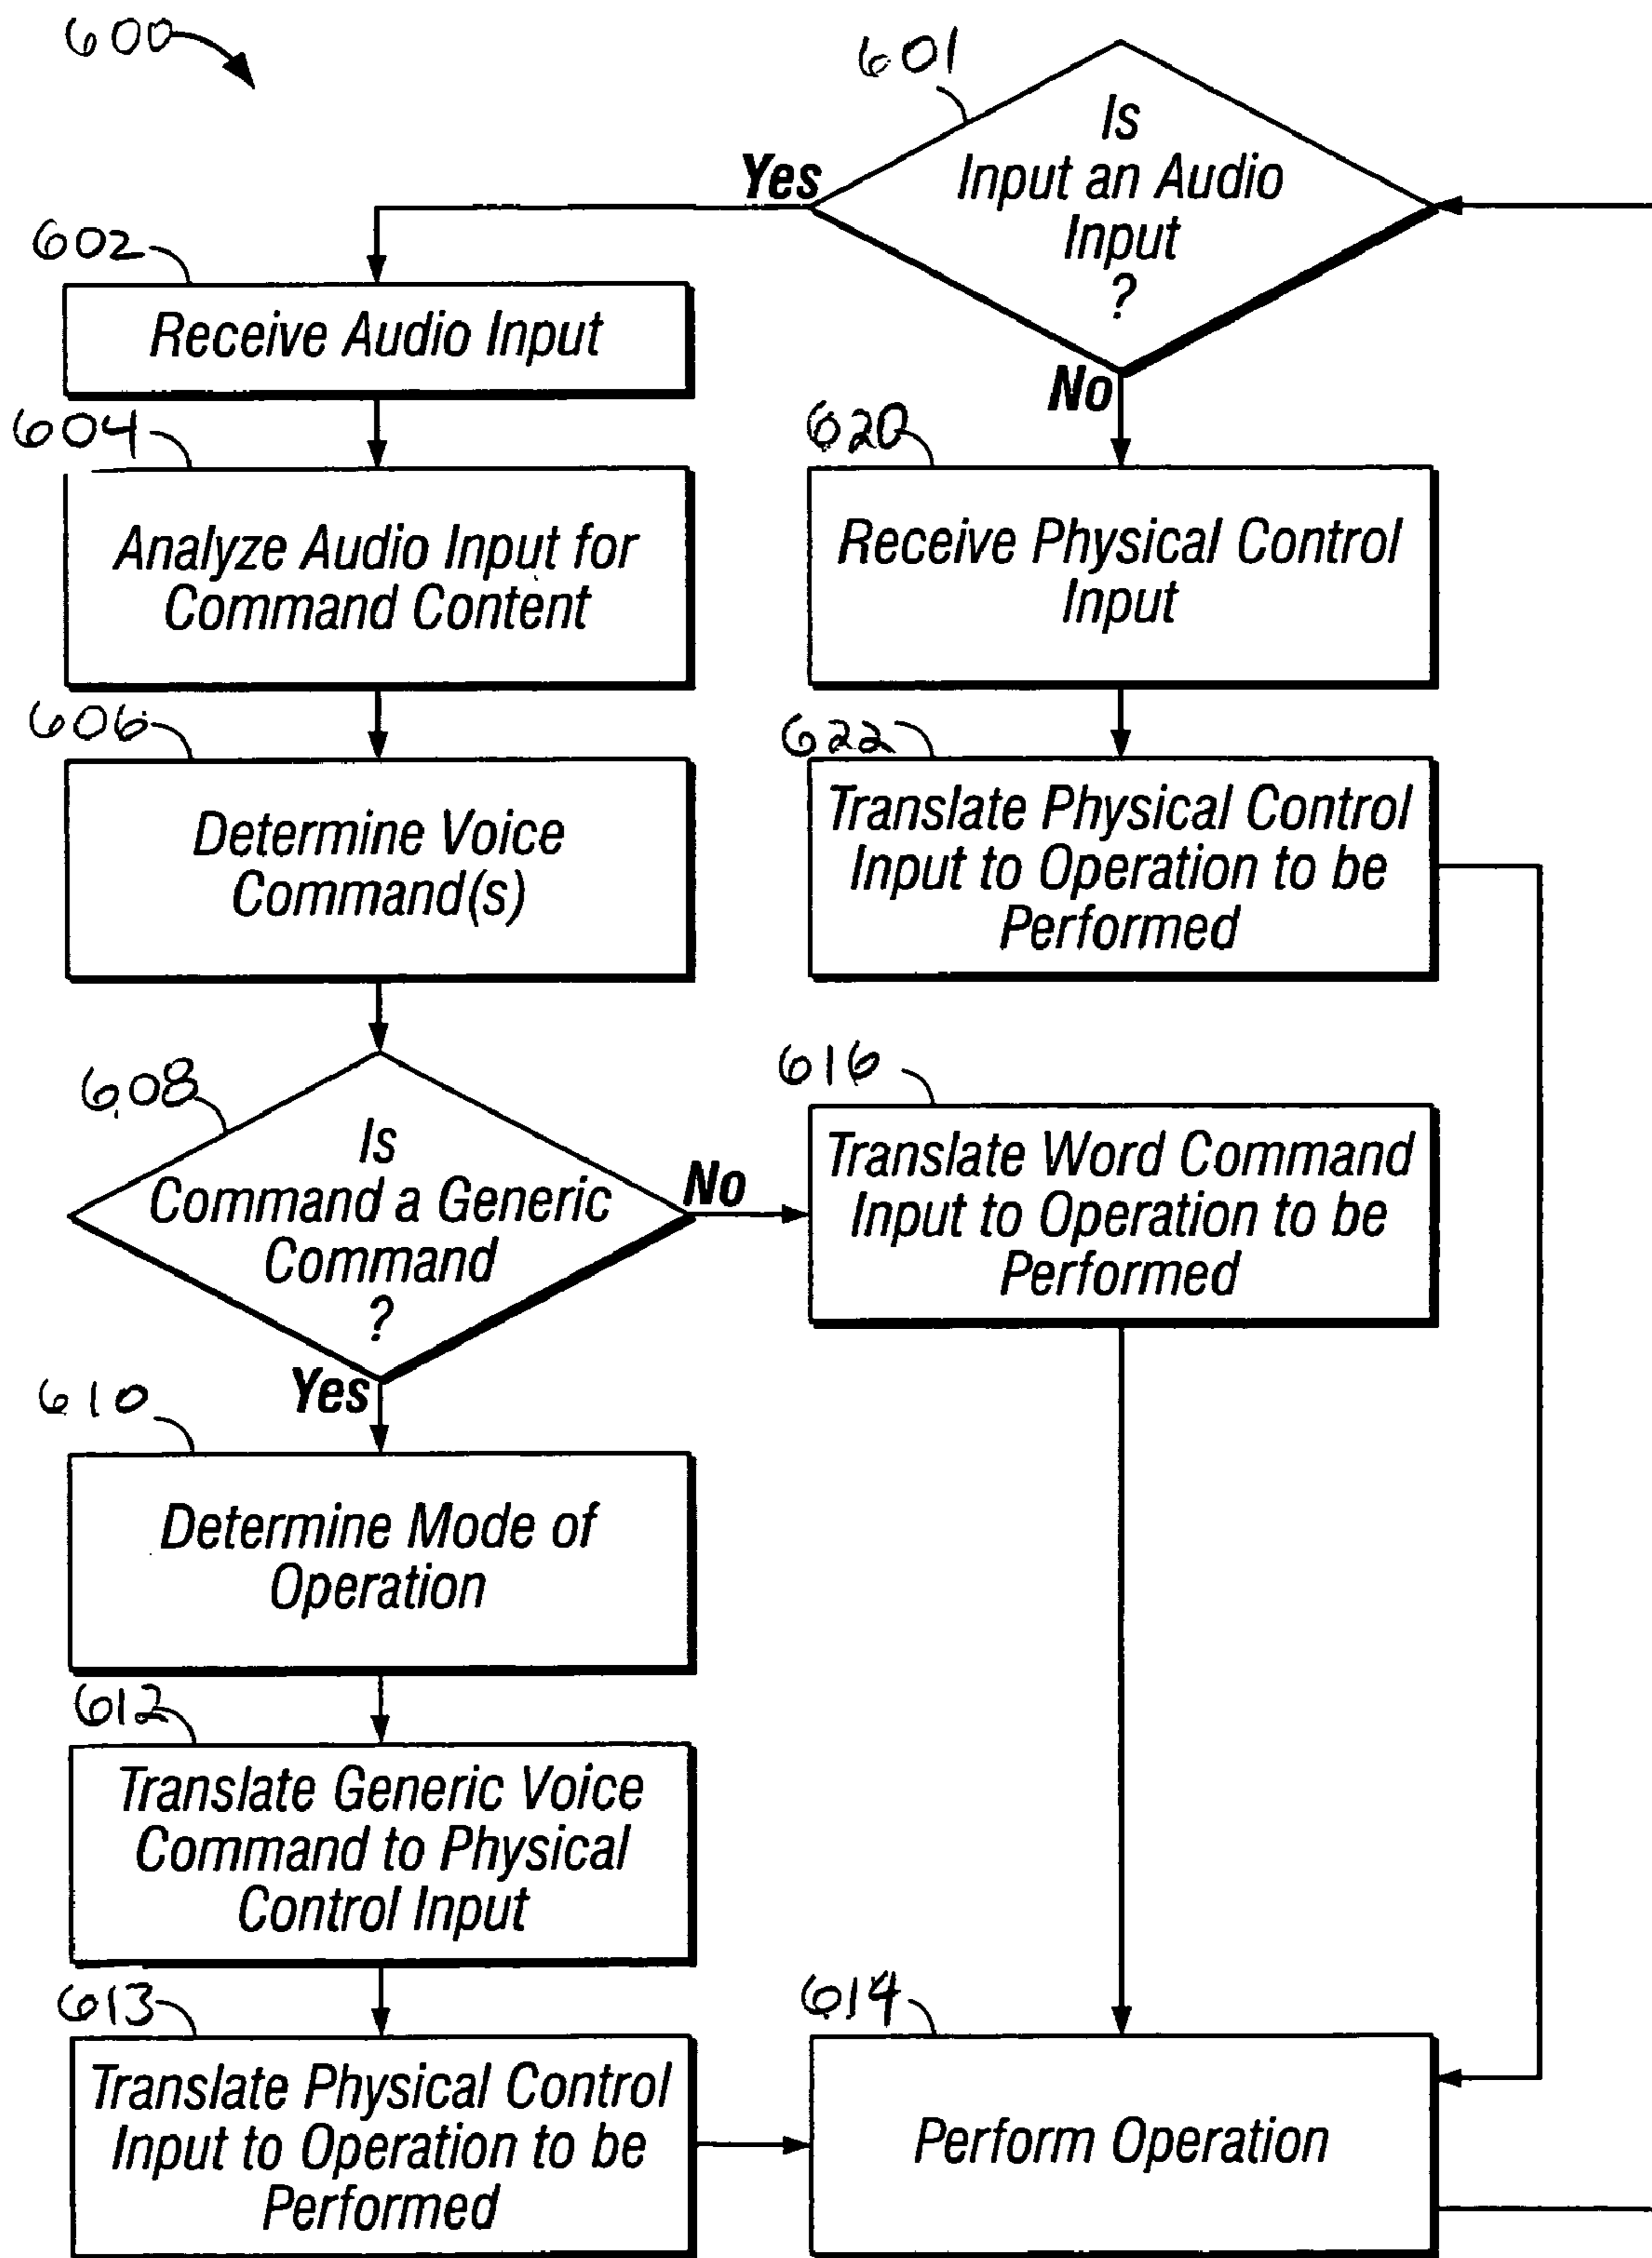 600
601
Is
Input an Audio
Input
?
Yes
No
602
Receive Audio Input
604
Analyze Audio Input for
Command Content
606
Determine Voice
Command(s)
608
Is
Command a Generic
Command
?
No
Yes
610
Determine Mode of
Operation
612
Translate Generic Voice
Command to Physical
Control Input
613
Translate Physical Control
Input to Operation to be
Performed
620
Receive Physical Control
Input
622
Translate Physical Control
Input to Operation to be
Performed
616
Translate Word Command
Input to Operation to be
Performed
614
Perform Operation